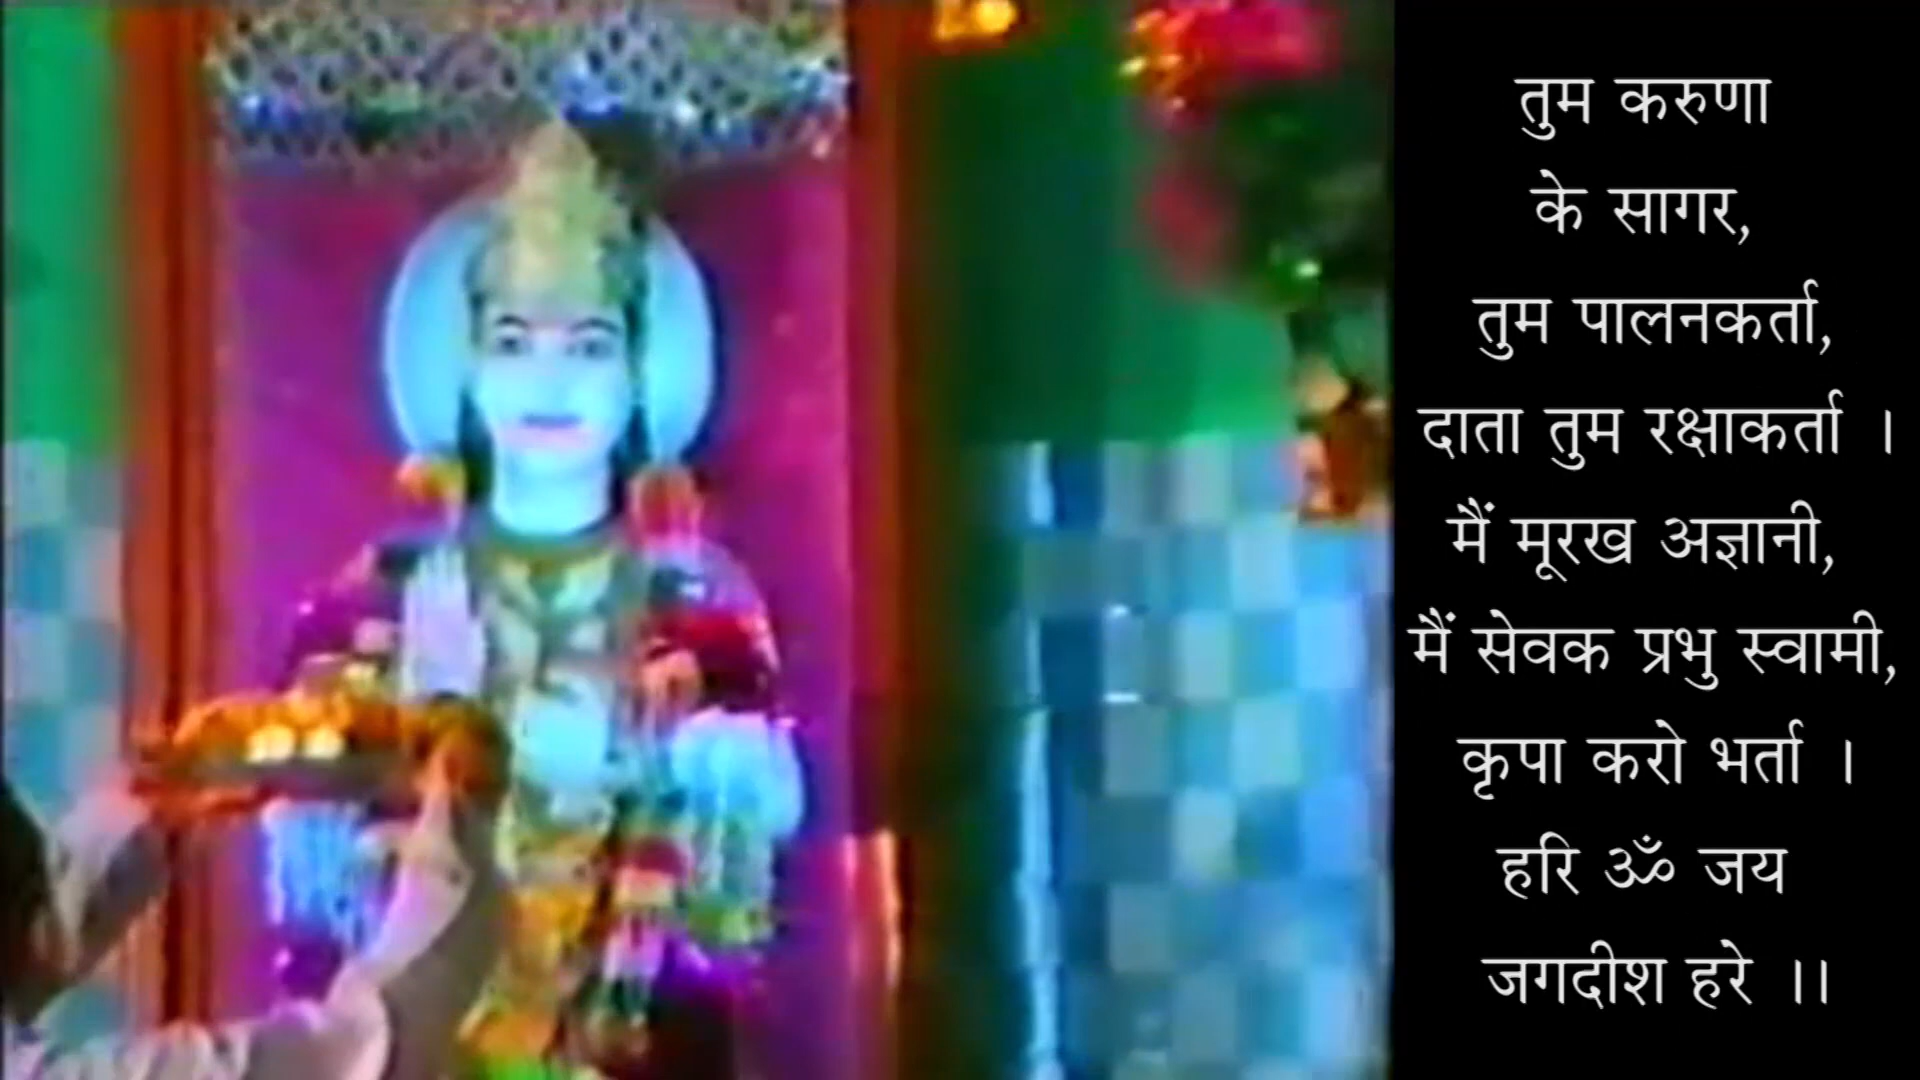 तुम करुणा
के सागर,
तुम पालनकर्ता,
दाता तुम रक्षाकर्ता ।
मैं मूरख अज्ञानी,
मैं सेवक प्रभु स्वामी,
कृपा करो भर्ता ।
हरि ॐ जय
जगदीश हरे ।।